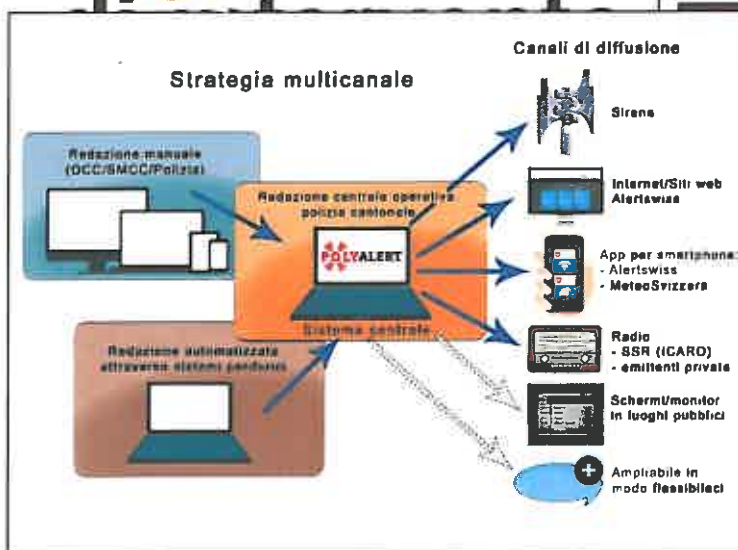 Strategia multicanale
Canali di diffusione
Redazione manuale
(OCC/SMCC/Polizia)
Redazione centrale operativa
polizia cantonale
POLYALERT
Sistema centrale
Redazione automatizzata
attraverso sistemi periferici
Sirene
Internet/Siti web
Alertswiss
App per smartphone:
- Alertswiss
- MeteoSvizzera
Radio
- SSR (ICARO)
- emittenti private
Schermi/monitor
in luoghi pubblici
Ampliabile in
modo flessibileci